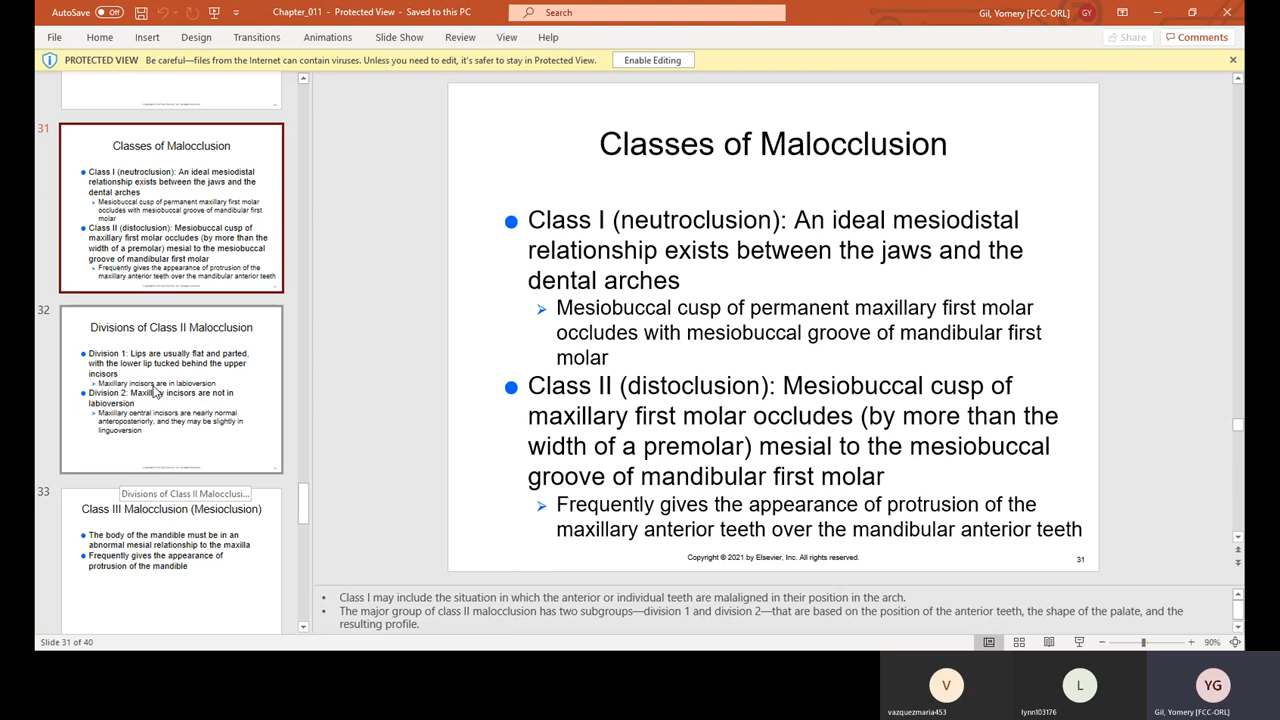 AutoSave Off
Chapter_011 - Protected View - Saved to this PC
Search
Gil, Yomery [FCC-ORL] GY
File Home Insert Design Transitions Animations Slide Show Review View Help
Share Comments
PROTECTED VIEW Be careful—files from the Internet can contain viruses. Unless you need to edit, it's safer to stay in Protected View. Enable Editing
31
Classes of Malocclusion
Class I (neutroclusion): An ideal mesiodistal
relationship exists between the jaws and the
dental arches
Mesiobuccal cusp of permanent maxillary first molar
occludes with mesiobuccal groove of mandibular first
molar
Class II (distoclusion): Mesiobuccal cusp of
maxillary first molar occludes (by more than the
width of a premolar) mesial to the mesiobuccal
groove of mandibular first molar
Frequently gives the appearance of protrusion of the
maxillary anterior teeth over the mandibular anterior teeth
32
Divisions of Class II Malocclusion
Division 1: Lips are usually flat and parted,
with the lower lip tucked behind the upper
incisors
Maxillary incisors are in labioversion
Division 2: Maxillary incisors are not in
labioversion
Maxillary central incisors are nearly normal
anteroposteriorly, and they may be slightly in
linguoversion
33
Divisions of Class II Malocclusi...
Class III Malocclusion (Mesioclusion)
The body of the mandible must be in an
abnormal mesial relationship to the maxilla
Frequently gives the appearance of
protrusion of the mandible
Classes of Malocclusion
Class I (neutroclusion): An ideal mesiodistal
relationship exists between the jaws and the
dental arches
Mesiobuccal cusp of permanent maxillary first molar
occludes with mesiobuccal groove of mandibular first
molar
Class II (distoclusion): Mesiobuccal cusp of
maxillary first molar occludes (by more than the
width of a premolar) mesial to the mesiobuccal
groove of mandibular first molar
Frequently gives the appearance of protrusion of the
maxillary anterior teeth over the mandibular anterior teeth
Copyright © 2021 by Elsevier, Inc. All rights reserved.
31
Class I may include the situation in which the anterior or individual teeth are malaligned in their position in the arch.
The major group of class II malocclusion has two subgroups—division 1 and division 2—that are based on the position of the anterior teeth, the shape of the palate, and the
resulting profile.
Slide 31 of 40
90%
V
L
YG
vazquezmaria453
lynn103176
Gil, Yomery [FCC-ORL]